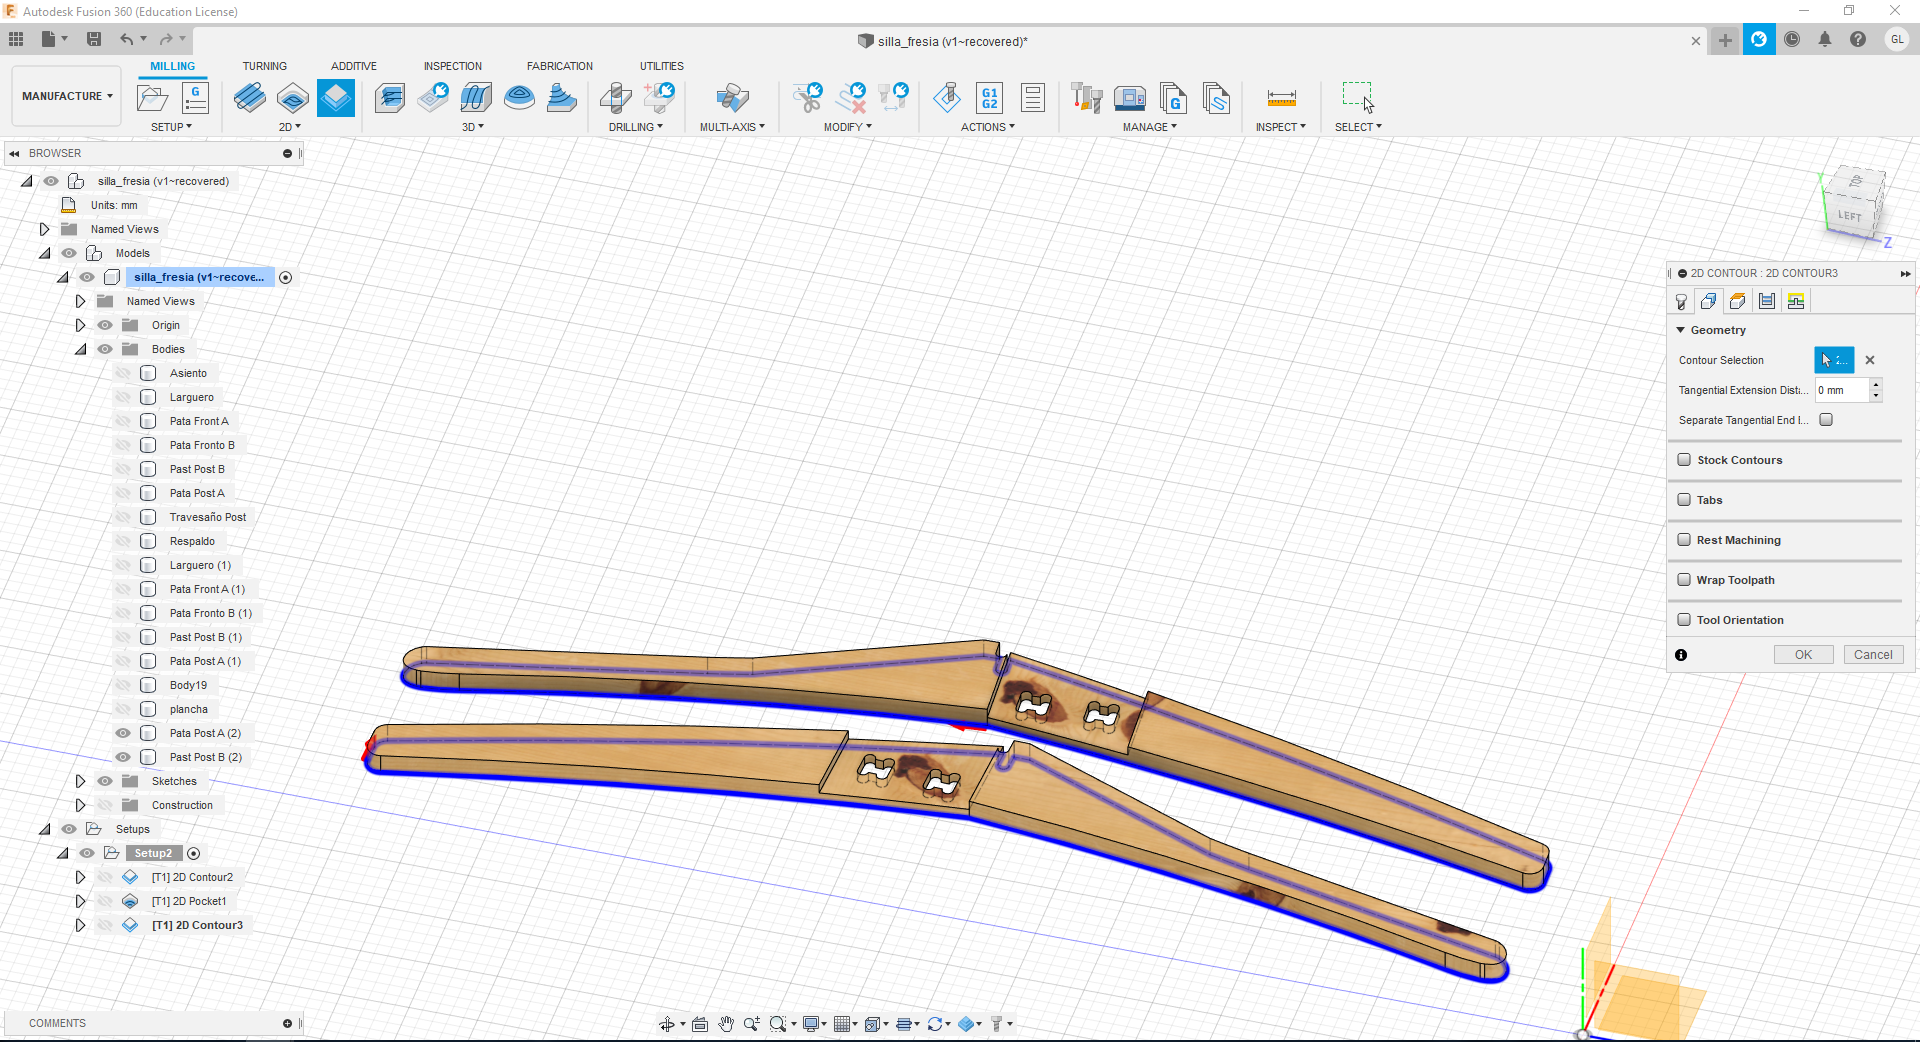 Autodesk Fusion 360 (Education License)
silla_fresia (v1~recovered)*
GL
MANUFACTURE
MILLING
TURNING
ADDITIVE
INSPECTION
FABRICATION
UTILITIES
G
G1
G2
G
SETUP
2D
3D
DRILLING
MULTI-AXIS
MODIFY
ACTIONS
MANAGE
INSPECT
SELECT
BROWSER
silla_fresia (v1~recovered)
Units: mm
Named Views
Models
silla_fresia (v1~recove...
Named Views
Origin
Bodies
Asiento
Larguero
Pata Front A
Pata Fronto B
Past Post B
Pata Post A
Travesaño Post
Respaldo
Larguero (1)
Pata Front A (1)
Pata Fronto B (1)
Past Post B (1)
Pata Post A (1)
Body19
plancha
Pata Post A (2)
Past Post B (2)
Sketches
Construction
Setups
Setup2
[T1] 2D Contour2
[T1] 2D Pocket1
[T1] 2D Contour3
COMMENTS
TOP
LEFT
Y
Z
2D CONTOUR : 2D CONTOUR3
Geometry
Contour Selection
Tangential Extension Dist...
0 mm
Separate Tangential End l...
Stock Contours
Tabs
Rest Machining
Wrap Toolpath
Tool Orientation
OK
Cancel